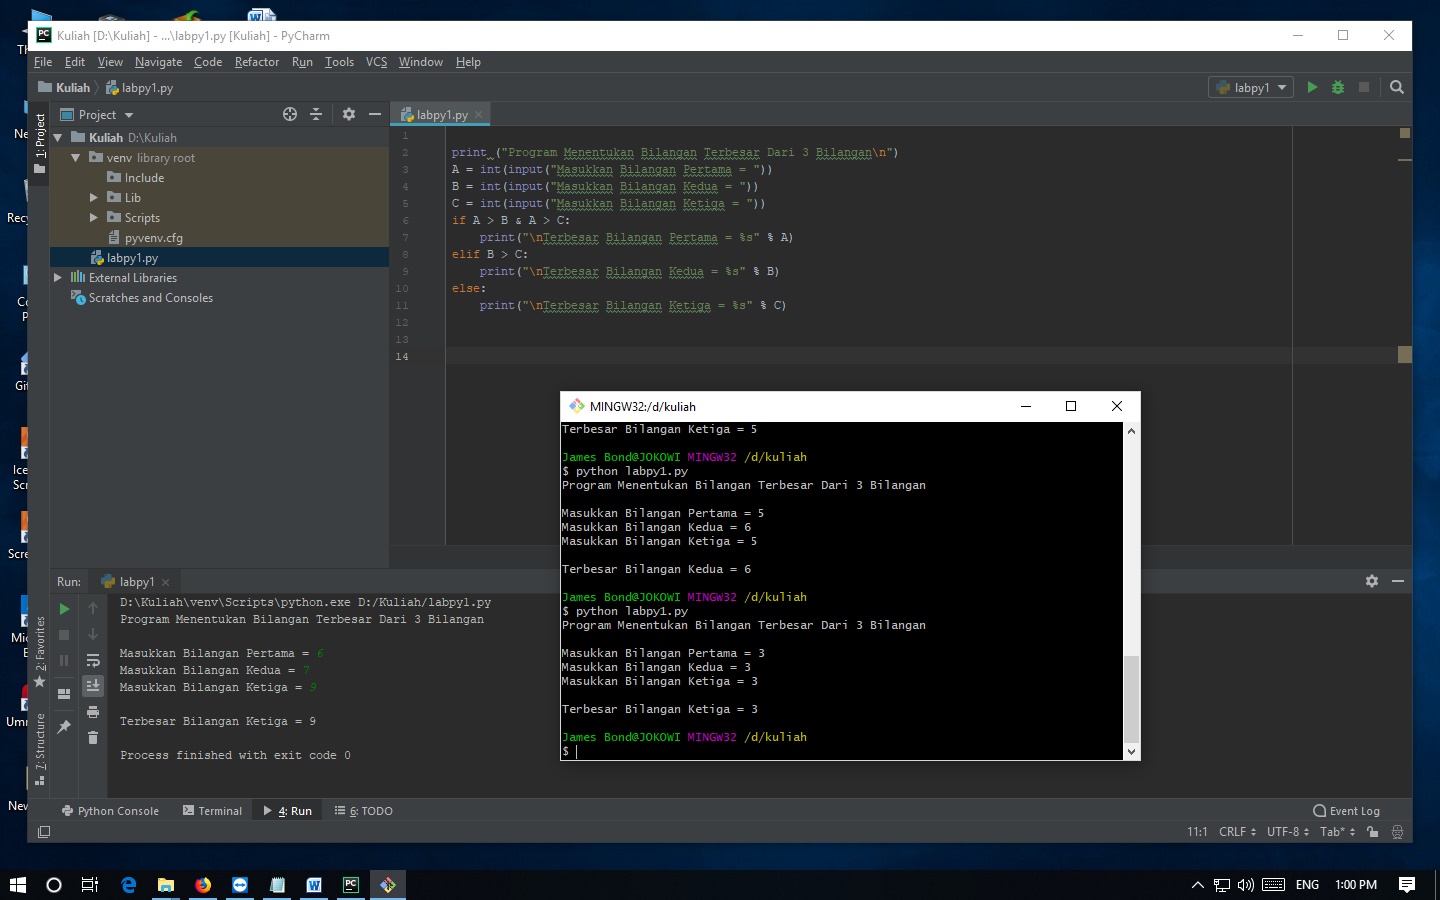 Kuliah [D:\Kuliah] - ...\labpy1.py [Kuliah] - PyCharm
File Edit View Navigate Code Refactor Run Tools VCS Window Help
Kuliah labpy1.py
labpy1
1: Project
Project
labpy1.py
Kuliah D:\Kuliah
venv library root
Include
Lib
Scripts
pyvenv.cfg
labpy1.py
External Libraries
Scratches and Consoles
1
2 print ("Program Menentukan Bilangan Terbesar Dari 3 Bilangan\n")
3 A = int(input("Masukkan Bilangan Pertama = "))
4 B = int(input("Masukkan Bilangan Kedua = "))
5 C = int(input("Masukkan Bilangan Ketiga = "))
6 if A > B & A > C:
7 print("\nTerbesar Bilangan Pertama = %s" % A)
8 elif B > C:
9 print("\nTerbesar Bilangan Kedua = %s" % B)
10 else:
11 print("\nTerbesar Bilangan Ketiga = %s" % C)
12
13
14
MINGW32:/d/kuliah
Terbesar Bilangan Ketiga = 5
James Bond@JOKOWI MINGW32 /d/kuliah
$ python labpy1.py
Program Menentukan Bilangan Terbesar Dari 3 Bilangan
Masukkan Bilangan Pertama = 5
Masukkan Bilangan Kedua = 6
Masukkan Bilangan Ketiga = 5
Terbesar Bilangan Kedua = 6
James Bond@JOKOWI MINGW32 /d/kuliah
$ python labpy1.py
Program Menentukan Bilangan Terbesar Dari 3 Bilangan
Masukkan Bilangan Pertama = 3
Masukkan Bilangan Kedua = 3
Masukkan Bilangan Ketiga = 3
Terbesar Bilangan Ketiga = 3
James Bond@JOKOWI MINGW32 /d/kuliah
$
Run: labpy1
D:\Kuliah\venv\Scripts\python.exe D:/Kuliah/labpy1.py
Program Menentukan Bilangan Terbesar Dari 3 Bilangan
Masukkan Bilangan Pertama = 6
Masukkan Bilangan Kedua = 7
Masukkan Bilangan Ketiga = 9
Terbesar Bilangan Ketiga = 9
Process finished with exit code 0
2: Favorites
7: Structure
Python Console Terminal 4: Run 6: TODO Event Log
11:1 CRLF UTF-8 Tab*
ENG 1:00 PM